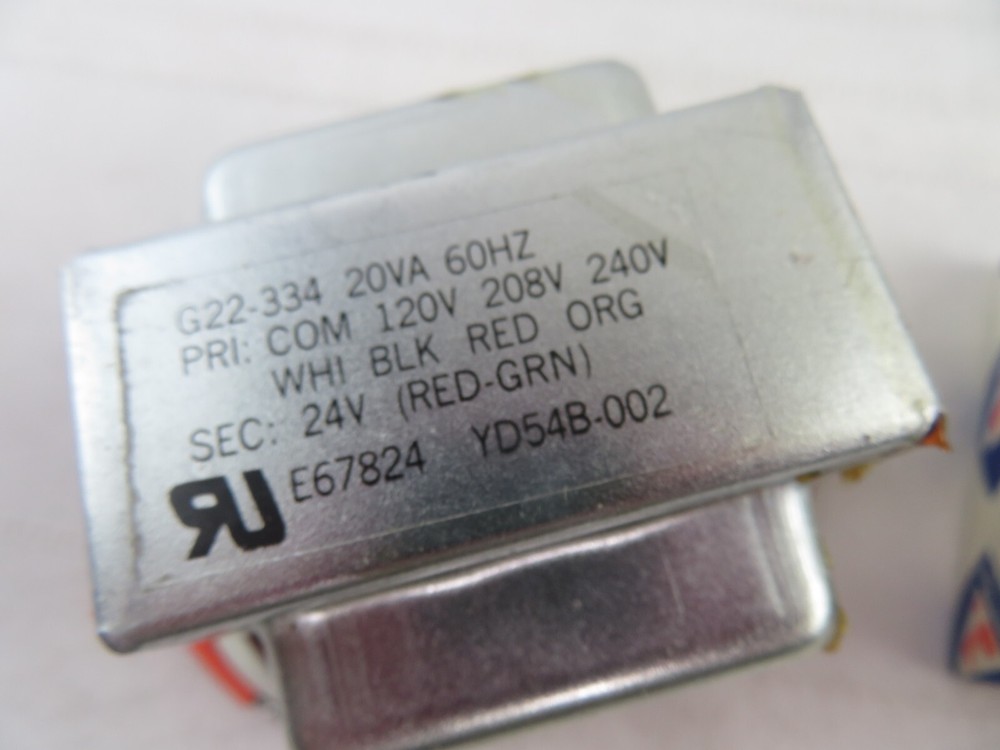 G22-334 20VA 60HZ
PRI: COM 120V 208V 240V
WHI BLK RED ORG
SEC: 24V (RED-GRN)
RU E67824 YD54B-002